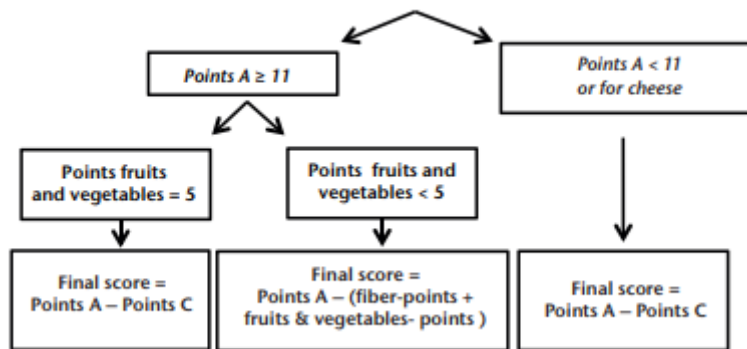 Points A ≥ 11
Points A < 11
or for cheese
Points fruits
and vegetables = 5
Points fruits and
vegetables < 5
Final score =
Points A – Points C
Final score =
Points A – (fiber-points +
fruits & vegetables- points )
Final score =
Points A – Points C